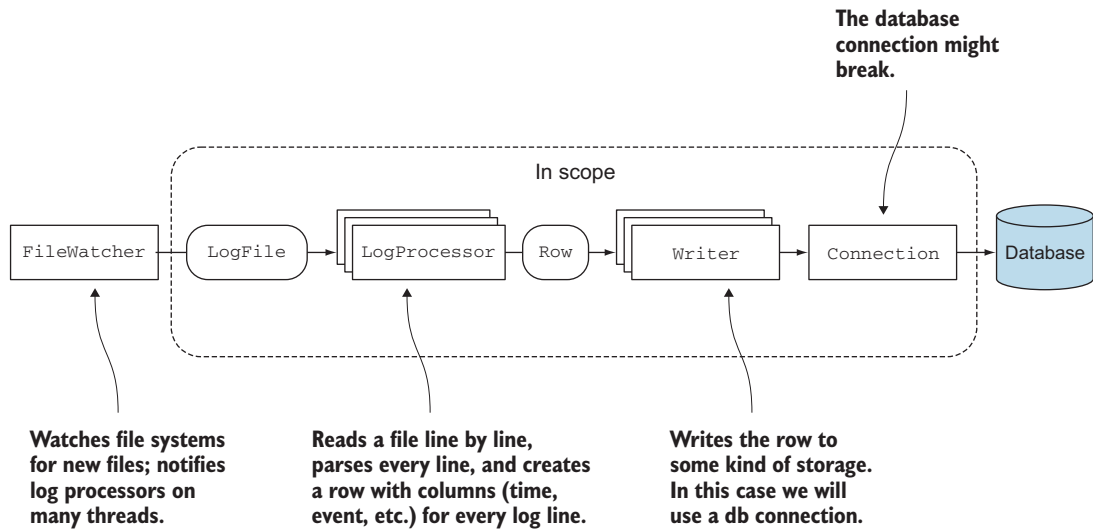 The database
connection might
break.
In scope
FileWatcher
LogFile
LogProcessor
Row
Writer
Connection
Database
Watches file systems
for new files; notifies
log processors on
many threads.
Reads a file line by line,
parses every line, and creates
a row with columns (time,
event, etc.) for every log line.
Writes the row to
some kind of storage.
In this case we will
use a db connection.